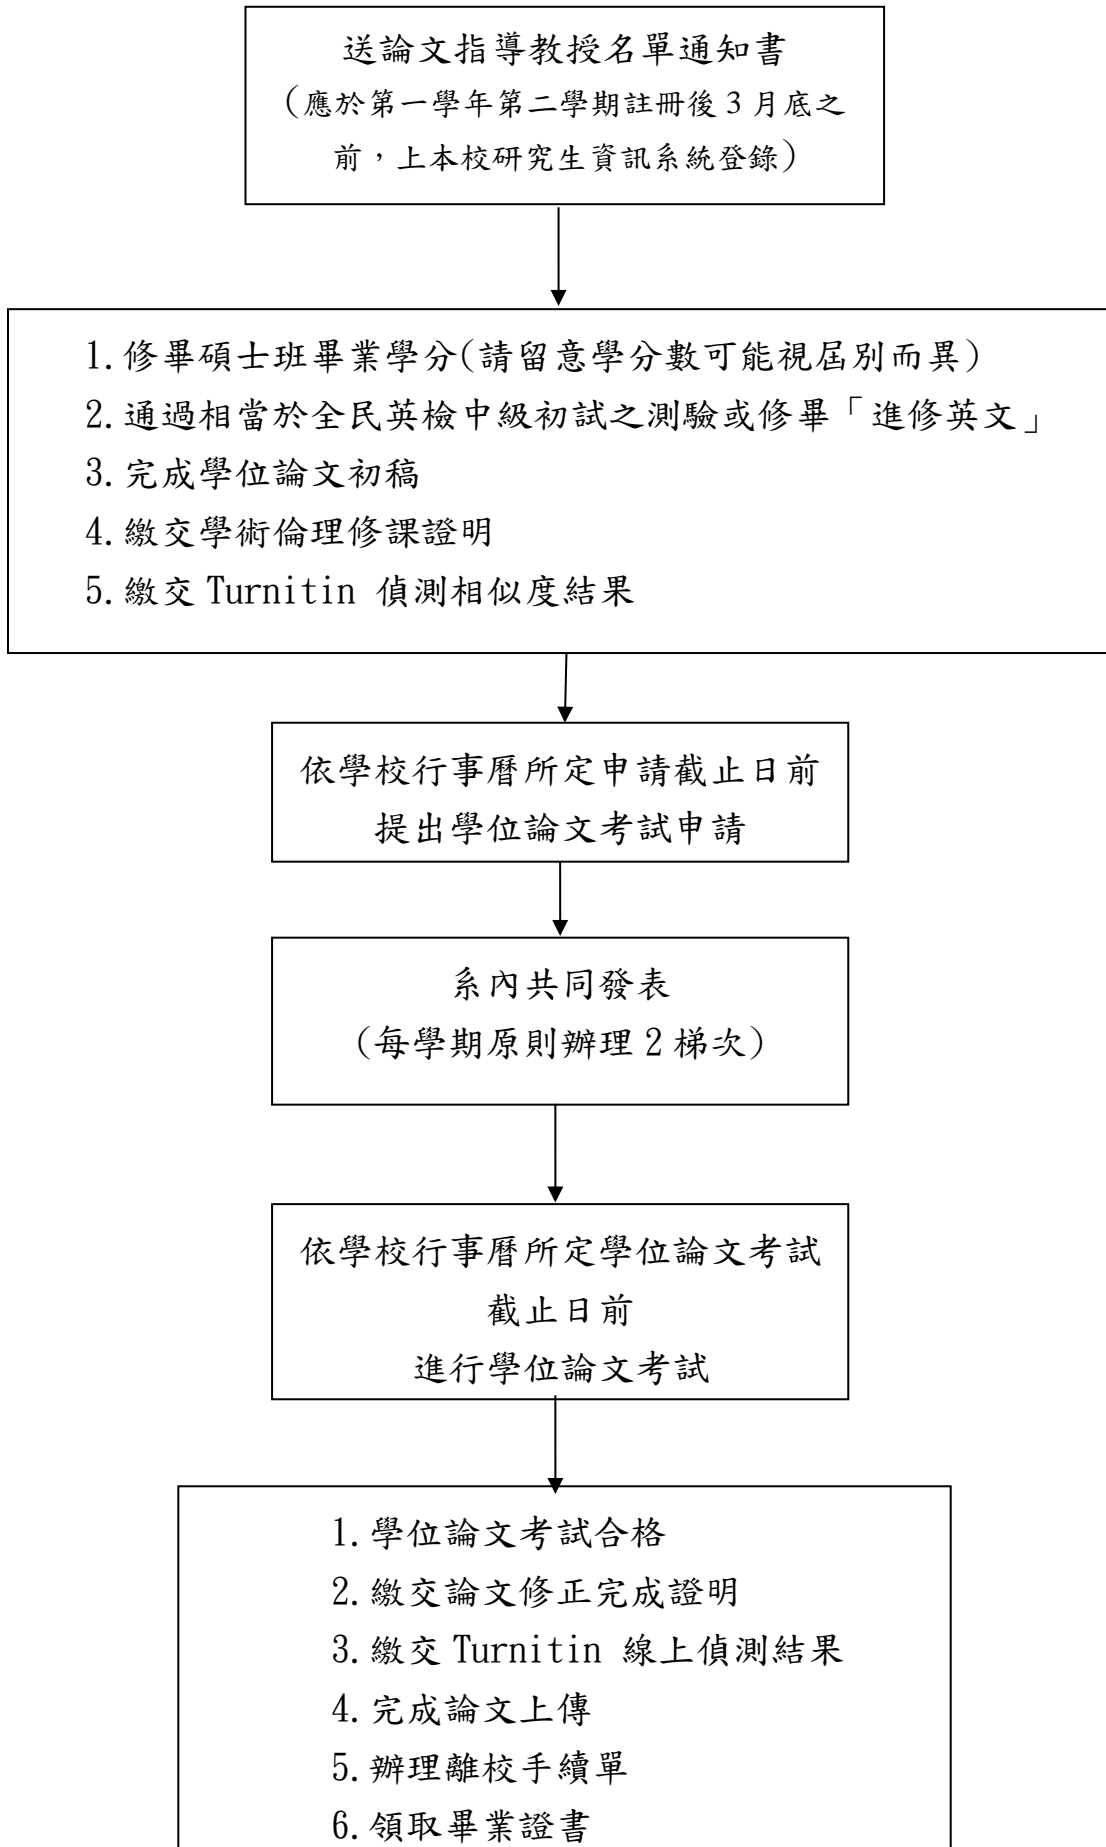 送論文指導教授名單通知書
(應於第一學年第二學期註冊後 3 月底之
前，上本校研究生資訊系統登錄)
1.修畢碩士班畢業學分(請留意學分數可能視屆別而異)
2.通過相當於全民英檢中級初試之測驗或修畢「進修英文」
3.完成學位論文初稿
4.繳交學術倫理修課證明
5.繳交 Turnitin 偵測相似度結果
依學校行事曆所定申請截止日前
提出學位論文考試申請
系內共同發表
(每學期原則辦理 2 梯次)
依學校行事曆所定學位論文考試
截止日前
進行學位論文考試
1.學位論文考試合格
2.繳交論文修正完成證明
3.繳交 Turnitin 線上偵測結果
4.完成論文上傳
5.辦理離校手續單
6.領取畢業證書